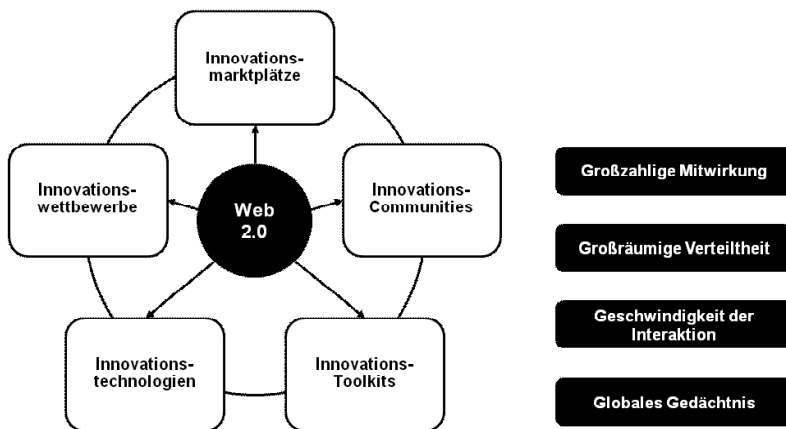 Innovations-
marktplätze
Innovations-
wettbewerbe
Web
2.0
Innovations-
Communities
Innovations-
technologien
Innovations-
Toolkits
Großzahlige Mitwirkung
Großräumige Verteiltheit
Geschwindigkeit der
Interaktion
Globales Gedächtnis